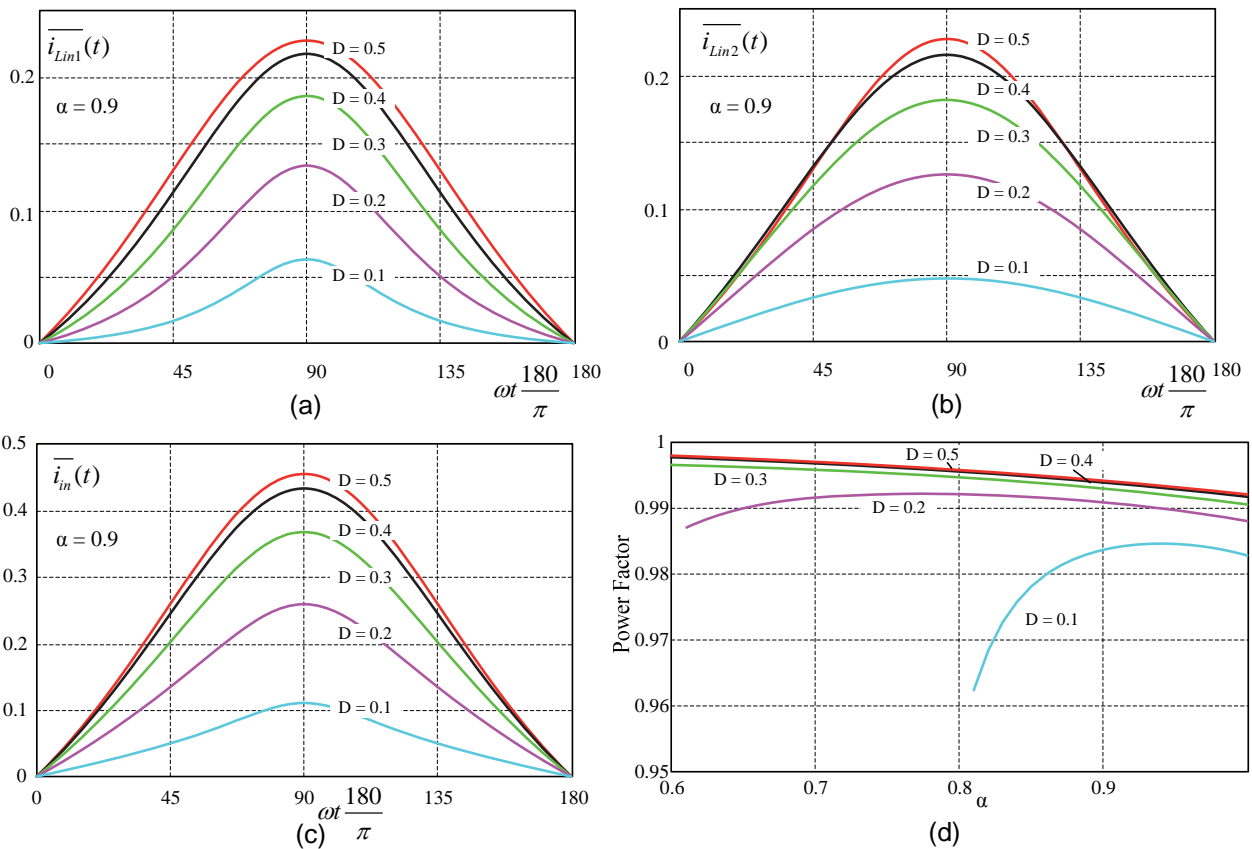 i_Lin1(t)
α = 0.9
D = 0.5
D = 0.4
D = 0.3
D = 0.2
D = 0.1
0.2
0.1
0
0 45 90 135 180
ωt 180/π
(a)
i_Lin2(t)
α = 0.9
D = 0.5
D = 0.4
D = 0.3
D = 0.2
D = 0.1
0.2
0.1
0
0 45 90 135 180
ωt 180/π
(b)
i_in(t)
α = 0.9
D = 0.5
D = 0.4
D = 0.3
D = 0.2
D = 0.1
0.5
0.4
0.3
0.2
0.1
0
0 45 90 135 180
ωt 180/π
(c)
Power Factor
1
0.99
0.98
0.97
0.96
0.95
D = 0.5
D = 0.4
D = 0.3
D = 0.2
D = 0.1
0.6 0.7 0.8 0.9
α
(d)